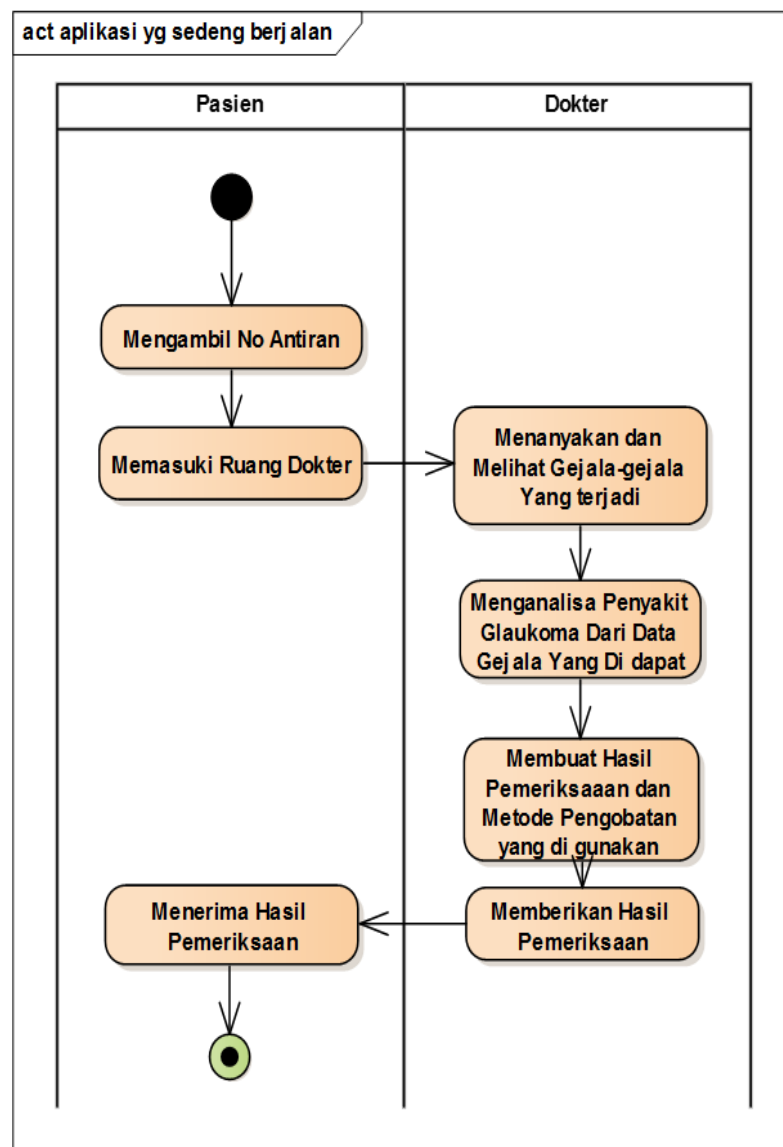 act aplikasi yg sedeng berjalan
Pasien
Dokter
Mengambil No Antiran
Memasuki Ruang Dokter
Menanyakan dan
Melihat Gejala-gejala
Yang terjadi
Menganalisa Penyakit
Glaukoma Dari Data
Gejala Yang Di dapat
Membuat Hasil
Pemeriksaaan dan
Metode Pengobatan
yang di gunakan
Memberikan Hasil
Pemeriksaan
Menerima Hasil
Pemeriksaan